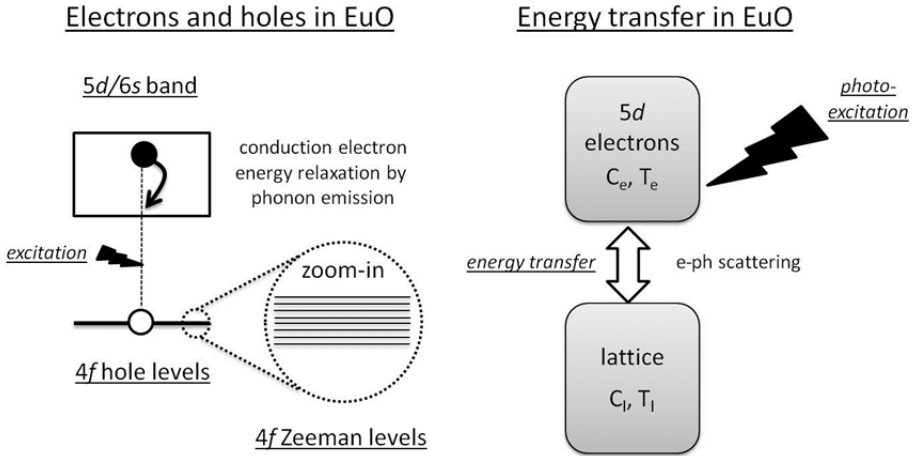 Electrons and holes in EuO
5d/6s band
conduction electron
energy relaxation by
phonon emission
excitation
zoom-in
4f hole levels
4f Zeeman levels
Energy transfer in EuO
photo-
excitation
5d
electrons
Cₑ, Tₑ
energy transfer
e-ph scattering
lattice
Cₗ, Tₗ